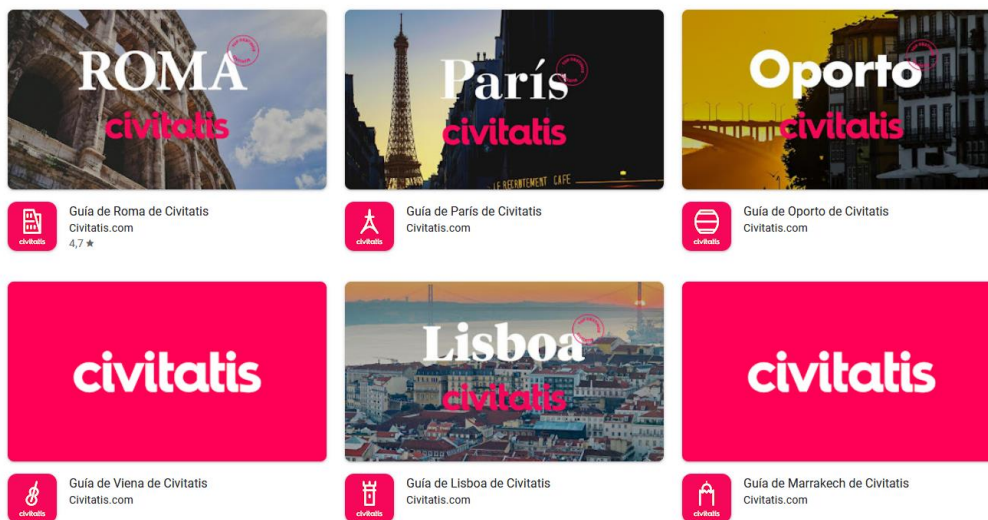 ROMA
civitatis
París
civitatis
LE RECRUTEMENT CAFE
Oporto
civitatis
civitatis
Guía de Roma de Civitatis
Civitatis.com
4,7 ★
civitatis
Guía de París de Civitatis
Civitatis.com
civitatis
Guía de Oporto de Civitatis
Civitatis.com
civitatis
Lisboa
civitatis
civitatis
civitatis
Guía de Viena de Civitatis
Civitatis.com
civitatis
Guía de Lisboa de Civitatis
Civitatis.com
civitatis
Guía de Marrakech de Civitatis
Civitatis.com